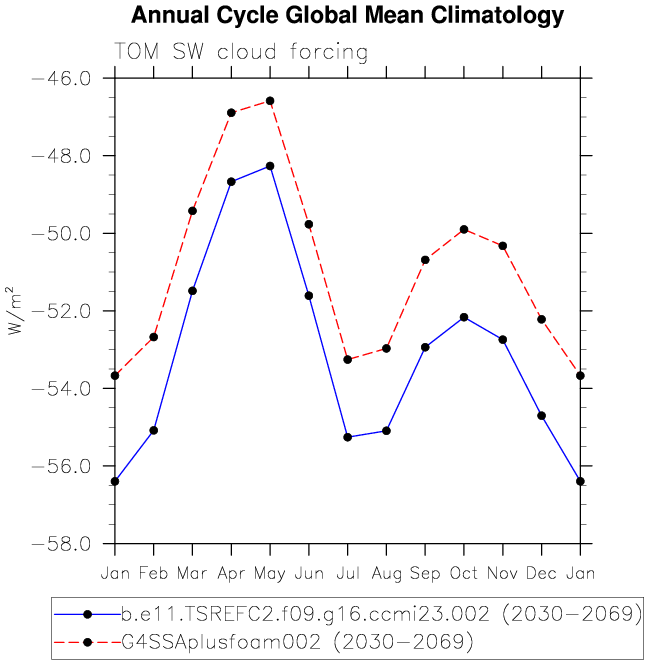 Annual Cycle Global Mean Climatology
TOM SW cloud forcing
−46.0
−48.0
−50.0
−52.0
−54.0
−56.0
−58.0
W/m²
Jan Feb Mar Apr May Jun Jul Aug Sep Oct Nov Dec Jan
b.e11.TSREFC2.f09.g16.ccmi23.002 (2030−2069)
G4SSAplusfoam002 (2030−2069)